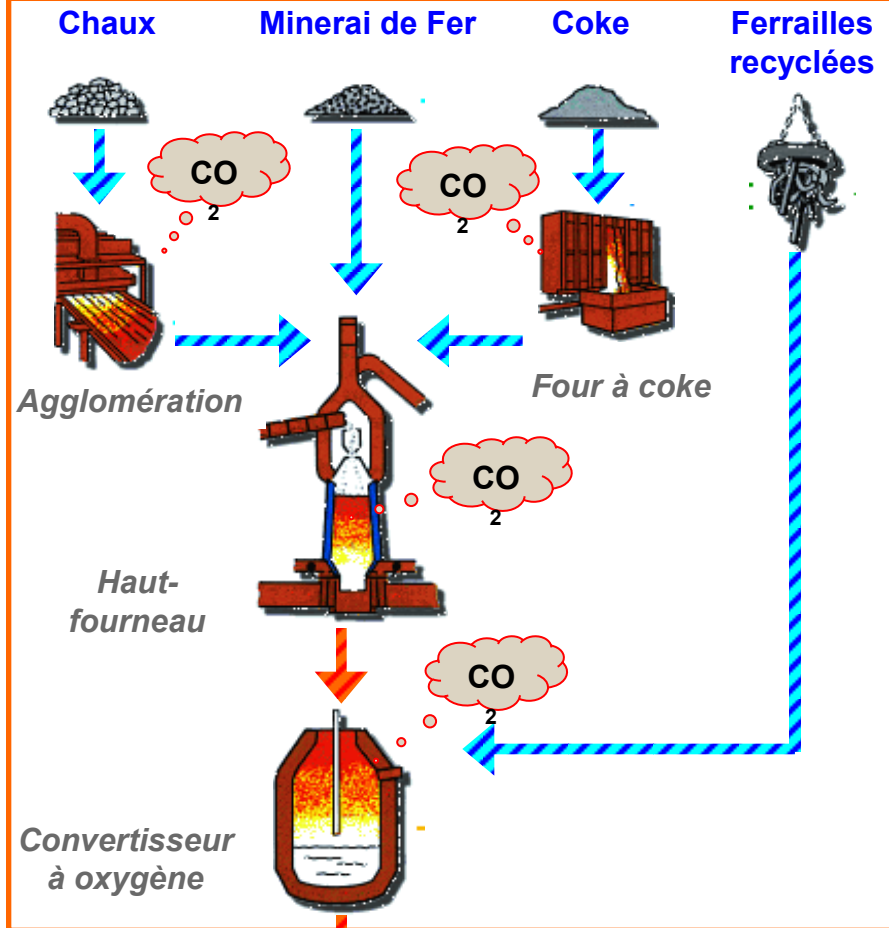 Chaux
Minerai de Fer
Coke
Ferrailles
recyclées
CO
2
CO
2
Agglomération
Four à coke
CO
2
Haut-
fourneau
CO
2
Convertisseur
à oxygène